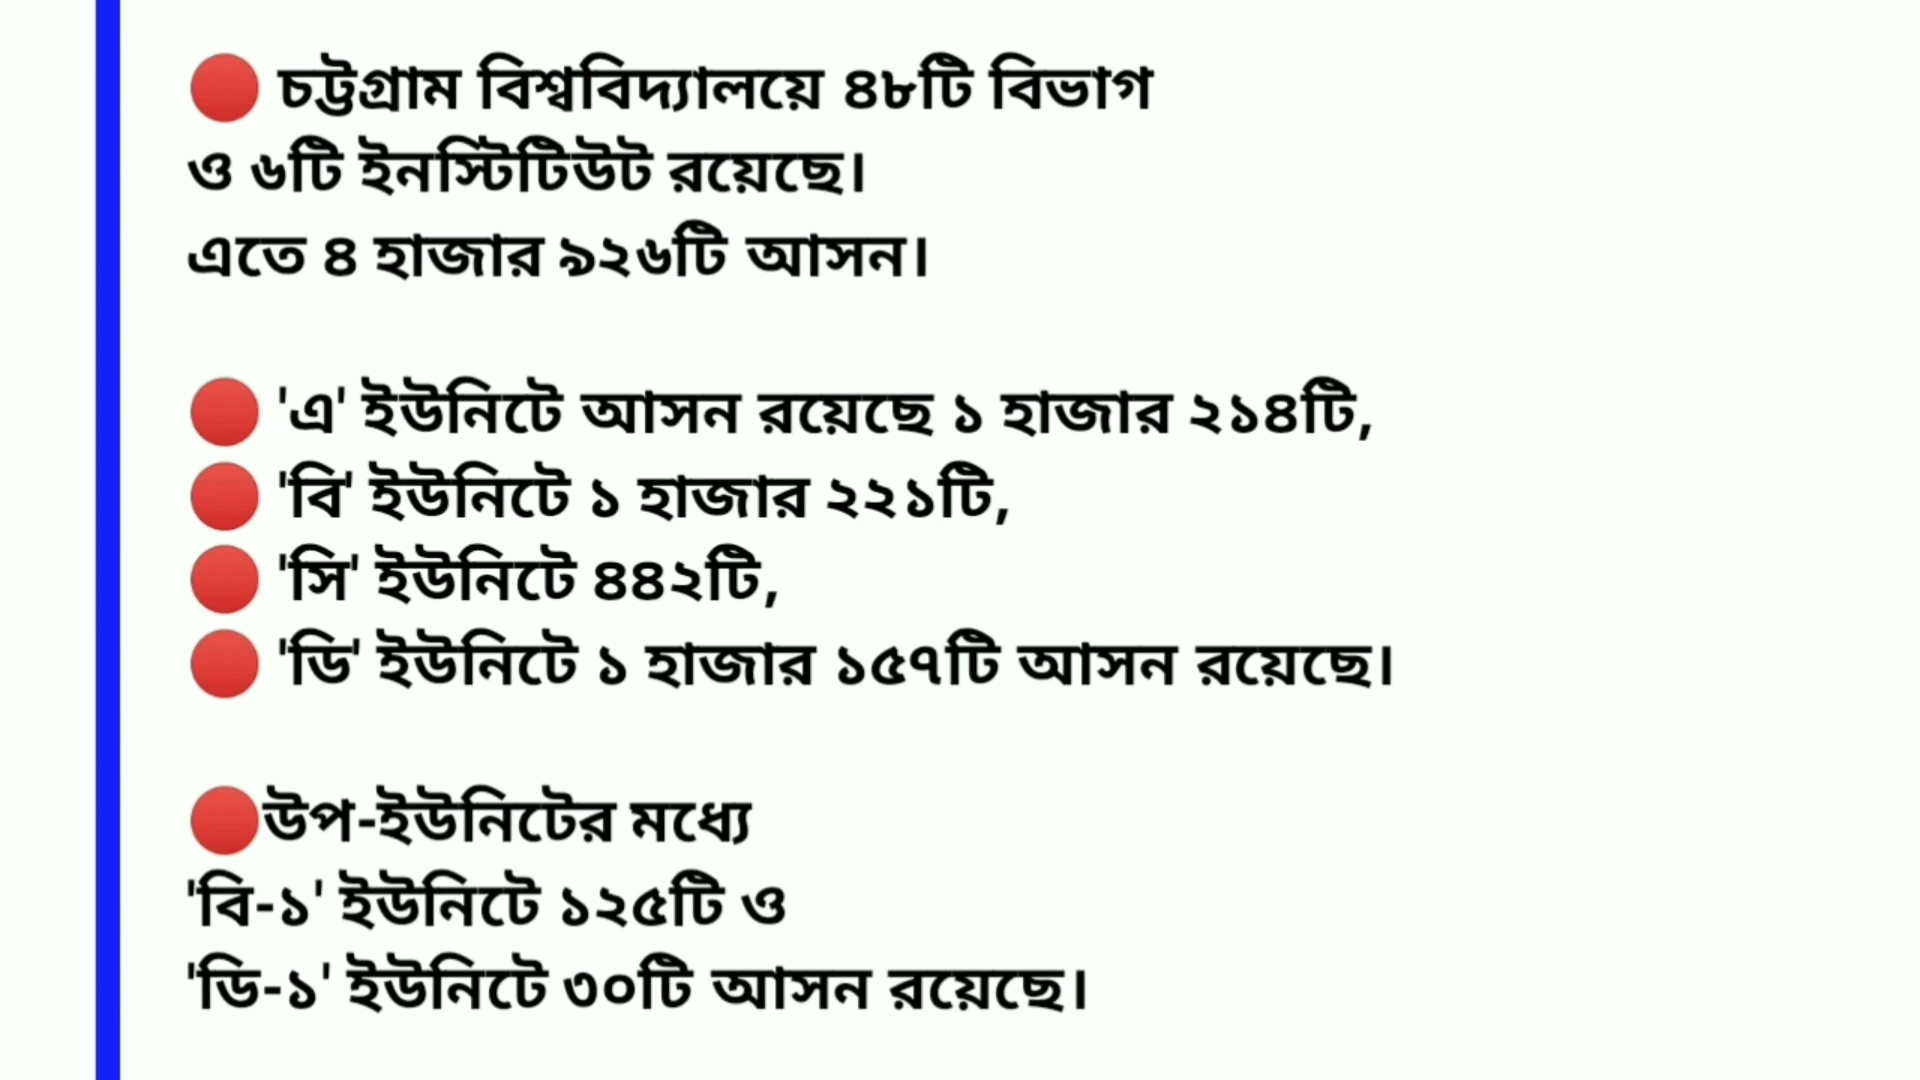 🔴 চট্টগ্রাম বিশ্ববিদ্যালয়ে ৪৮টি বিভাগ
ও ৬টি ইনস্টিটিউট রয়েছে।
এতে ৪ হাজার ৯২৬টি আসন।
🔴 'এ' ইউনিটে আসন রয়েছে ১ হাজার ২১৪টি,
🔴 'বি' ইউনিটে ১ হাজার ২২১টি,
🔴 'সি' ইউনিটে ৪৪২টি,
🔴 'ডি' ইউনিটে ১ হাজার ১৫৭টি আসন রয়েছে।
🔴উপ-ইউনিটের মধ্যে
'বি-১' ইউনিটে ১২৫টি ও
'ডি-১' ইউনিটে ৩০টি আসন রয়েছে।